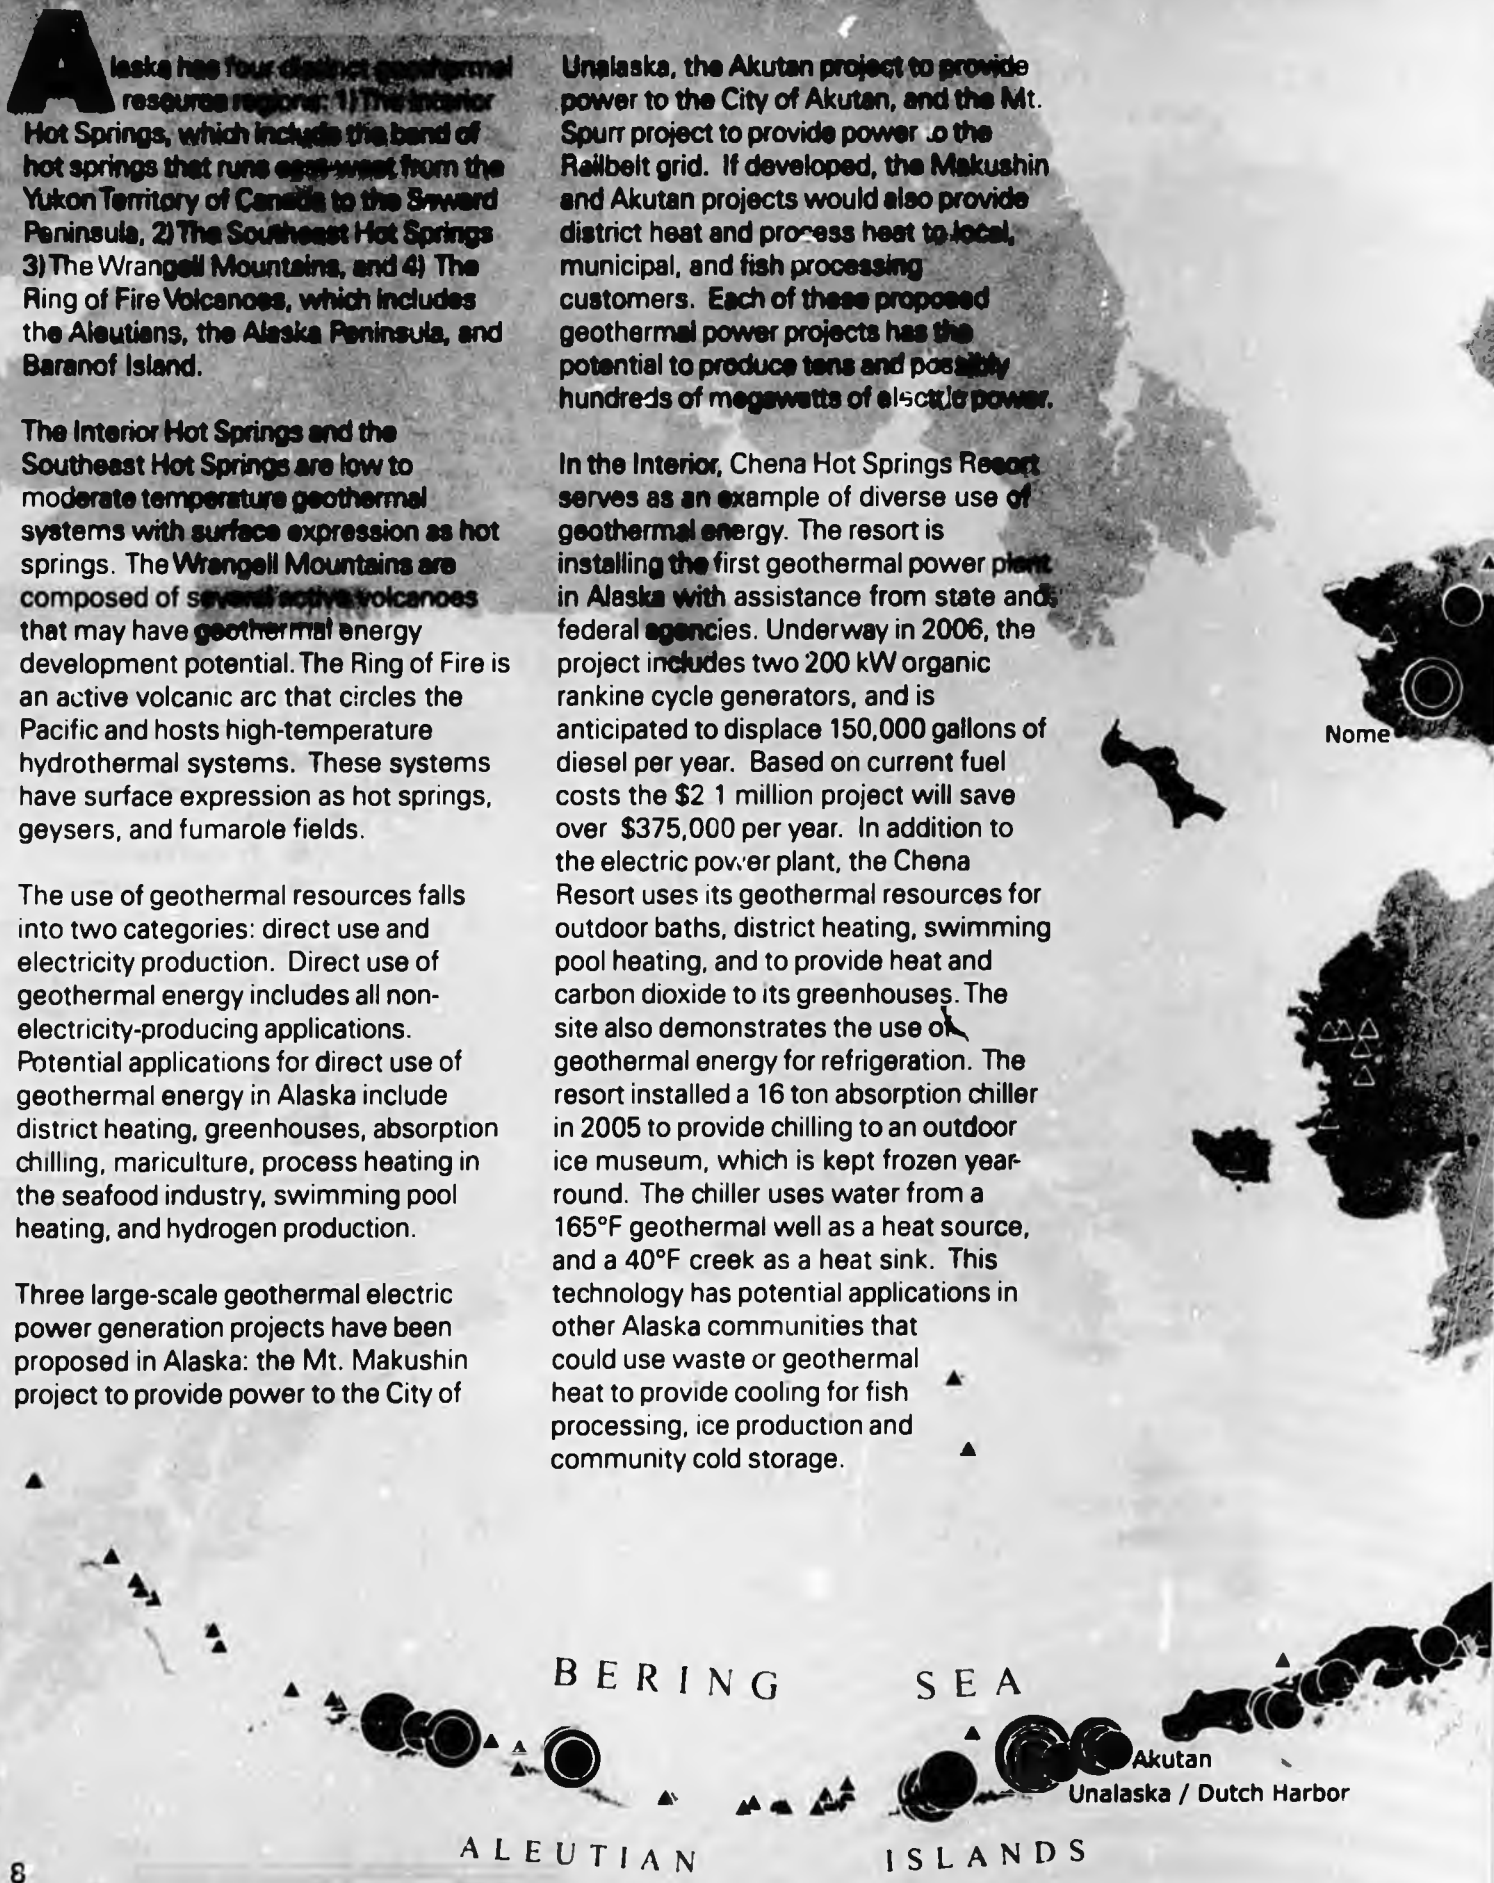 Alaska has four distinct geothermal
resource regions: 1) The Interior
Hot Springs, which include the band of
hot springs that runs east-west from the
Yukon Territory of Canada to the Seward
Peninsula, 2) The Southeast Hot Springs
3) The Wrangell Mountains, and 4) The
Ring of Fire Volcanoes, which includes
the Aleutians, the Alaska Peninsula, and
Baranof Island.
The Interior Hot Springs and the
Southeast Hot Springs are low to
moderate temperature geothermal
systems with surface expression as hot
springs. The Wrangell Mountains are
composed of several active volcanoes
that may have geothermal energy
development potential. The Ring of Fire is
an active volcanic arc that circles the
Pacific and hosts high-temperature
hydrothermal systems. These systems
have surface expression as hot springs,
geysers, and fumarole fields.
The use of geothermal resources falls
into two categories: direct use and
electricity production. Direct use of
geothermal energy includes all non-
electricity-producing applications.
Potential applications for direct use of
geothermal energy in Alaska include
district heating, greenhouses, absorption
chilling, mariculture, process heating in
the seafood industry, swimming pool
heating, and hydrogen production.
Three large-scale geothermal electric
power generation projects have been
proposed in Alaska: the Mt. Makushin
project to provide power to the City of
Unalaska, the Akutan project to provide
power to the City of Akutan, and the Mt.
Spurr project to provide power to the
Railbelt grid. If developed, the Makushin
and Akutan projects would also provide
district heat and process heat to local,
municipal, and fish processing
customers. Each of these proposed
geothermal power projects has the
potential to produce tens and possibly
hundreds of megawatts of electric power.
In the Interior, Chena Hot Springs Resort
serves as an example of diverse use of
geothermal energy. The resort is
installing the first geothermal power plant
in Alaska with assistance from state and
federal agencies. Underway in 2006, the
project includes two 200 kW organic
rankine cycle generators, and is
anticipated to displace 150,000 gallons of
diesel per year. Based on current fuel
costs the $2 1 million project will save
over $375,000 per year. In addition to
the electric power plant, the Chena
Resort uses its geothermal resources for
outdoor baths, district heating, swimming
pool heating, and to provide heat and
carbon dioxide to its greenhouses. The
site also demonstrates the use of
geothermal energy for refrigeration. The
resort installed a 16 ton absorption chiller
in 2005 to provide chilling to an outdoor
ice museum, which is kept frozen year-
round. The chiller uses water from a
165°F geothermal well as a heat source,
and a 40°F creek as a heat sink. This
technology has potential applications in
other Alaska communities that
could use waste or geothermal
heat to provide cooling for fish
processing, ice production and
community cold storage.
Nome
BERING SEA
Akutan
Unalaska / Dutch Harbor
ALEUTIAN ISLANDS
8